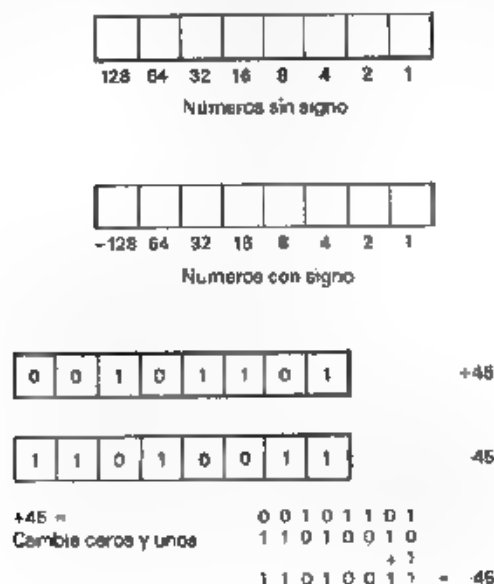 128 64 32 16 8 4 2 1
Números sin signo
-128 64 32 16 8 4 2 1
Numeros con signo
0 0 1 0 1 1 0 1 +45
1 1 0 1 0 0 1 1 -45
+45 = 0 0 1 0 1 1 0 1
Cambie ceros y unos 1 1 0 1 0 0 1 0
+ 1
1 1 0 1 0 0 1 1 = -45